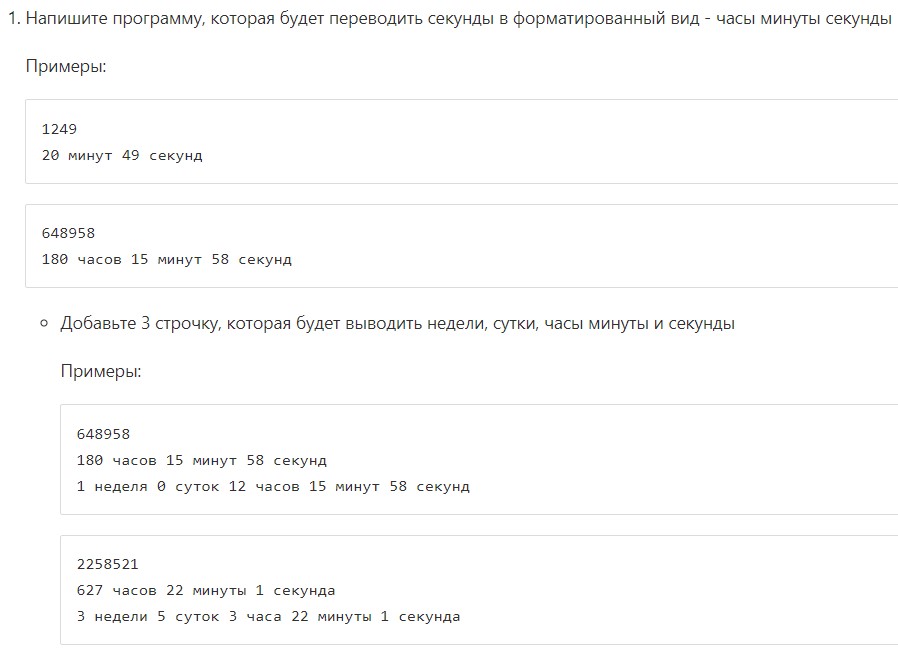 1. Напишите программу, которая будет переводить секунды в форматированный вид - часы минуты секунды
Примеры:
1249
20 минут 49 секунд
648958
180 часов 15 минут 58 секунд
Добавьте 3 строчку, которая будет выводить недели, сутки, часы минуты и секунды
Примеры:
648958
180 часов 15 минут 58 секунд
1 неделя 0 суток 12 часов 15 минут 58 секунд
2258521
627 часов 22 минуты 1 секунда
3 недели 5 суток 3 часа 22 минуты 1 секунда